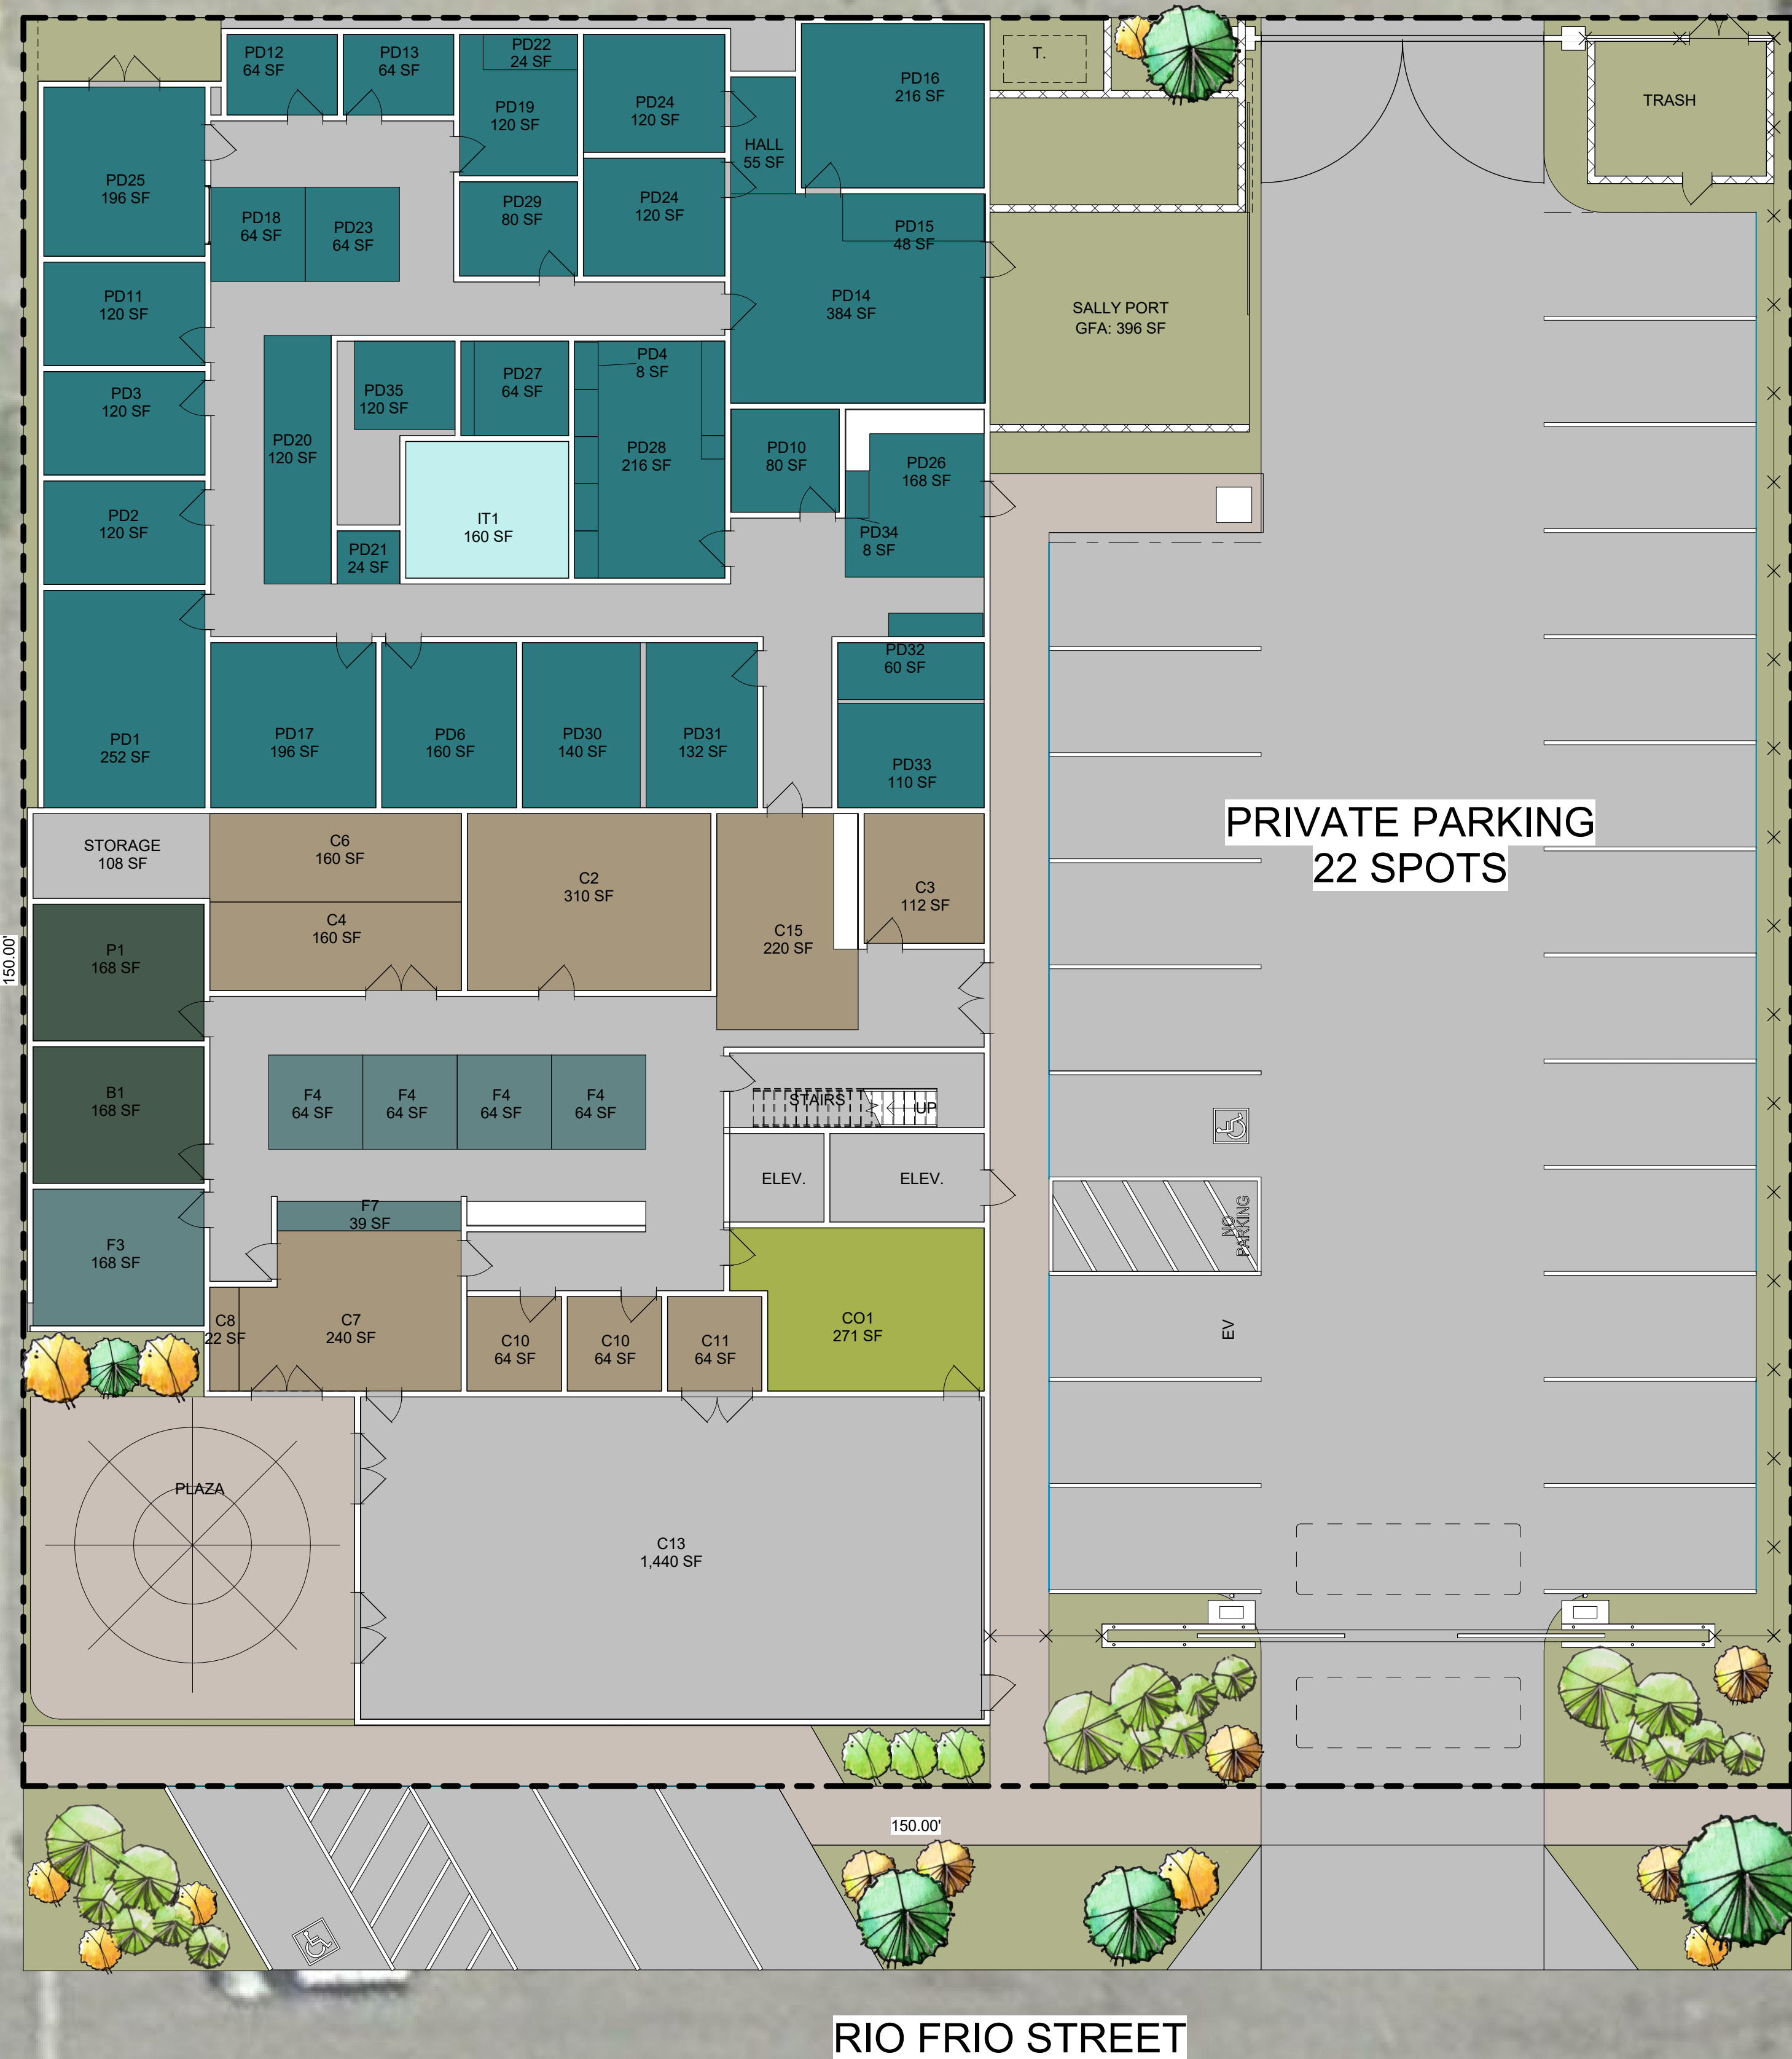 PD12
64 SF
PD13
64 SF
PD22
24 SF
PD19
120 SF
PD24
120 SF
HALL
55 SF
PD16
216 SF
T.
TRASH
PD25
196 SF
PD18
64 SF
PD23
64 SF
PD29
80 SF
PD24
120 SF
PD15
48 SF
PD11
120 SF
PD14
384 SF
SALLY PORT
GFA: 396 SF
PD3
120 SF
PD35
120 SF
PD27
64 SF
PD4
8 SF
PD20
120 SF
PD28
216 SF
PD10
80 SF
PD26
168 SF
PD2
120 SF
IT1
160 SF
PD21
24 SF
PD34
8 SF
PD1
252 SF
PD17
196 SF
PD6
160 SF
PD30
140 SF
PD31
132 SF
PD32
60 SF
PD33
110 SF
PRIVATE PARKING
22 SPOTS
STORAGE
108 SF
C6
160 SF
C4
160 SF
C2
310 SF
C15
220 SF
C3
112 SF
150.00'
P1
168 SF
B1
168 SF
F4
64 SF
F4
64 SF
F4
64 SF
F4
64 SF
STAIRS
UP
ELEV.
ELEV.
NO
PARKING
F3
168 SF
F7
39 SF
C8
22 SF
C7
240 SF
C10
64 SF
C10
64 SF
C11
64 SF
CO1
271 SF
EV
PLAZA
C13
1,440 SF
150.00'
RIO FRIO STREET